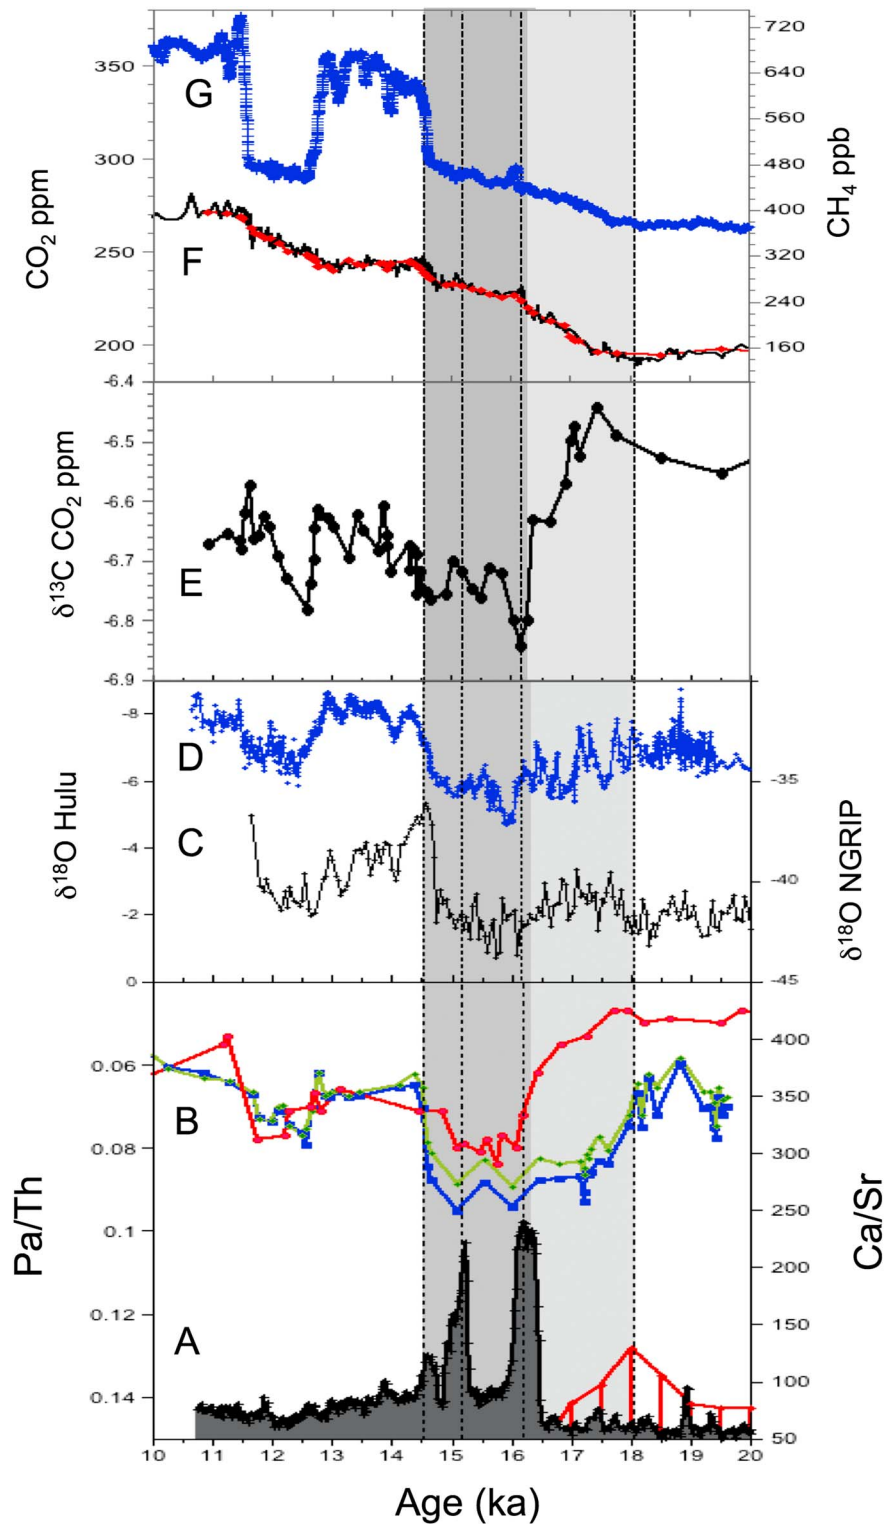 G
F
E
D
C
B
A
CO2 ppm
350
300
250
200
CH4 ppb
720
640
560
480
400
320
240
160
δ13C CO2 ppm
-6.4
-6.5
-6.6
-6.7
-6.8
-6.9
δ18O Hulu
-8
-6
-4
-2
0
δ18O NGRIP
-35
-40
-45
Pa/Th
0.06
0.08
0.1
0.12
0.14
Ca/Sr
400
350
300
250
200
150
100
50
10 11 12 13 14 15 16 17 18 19 20
Age (ka)